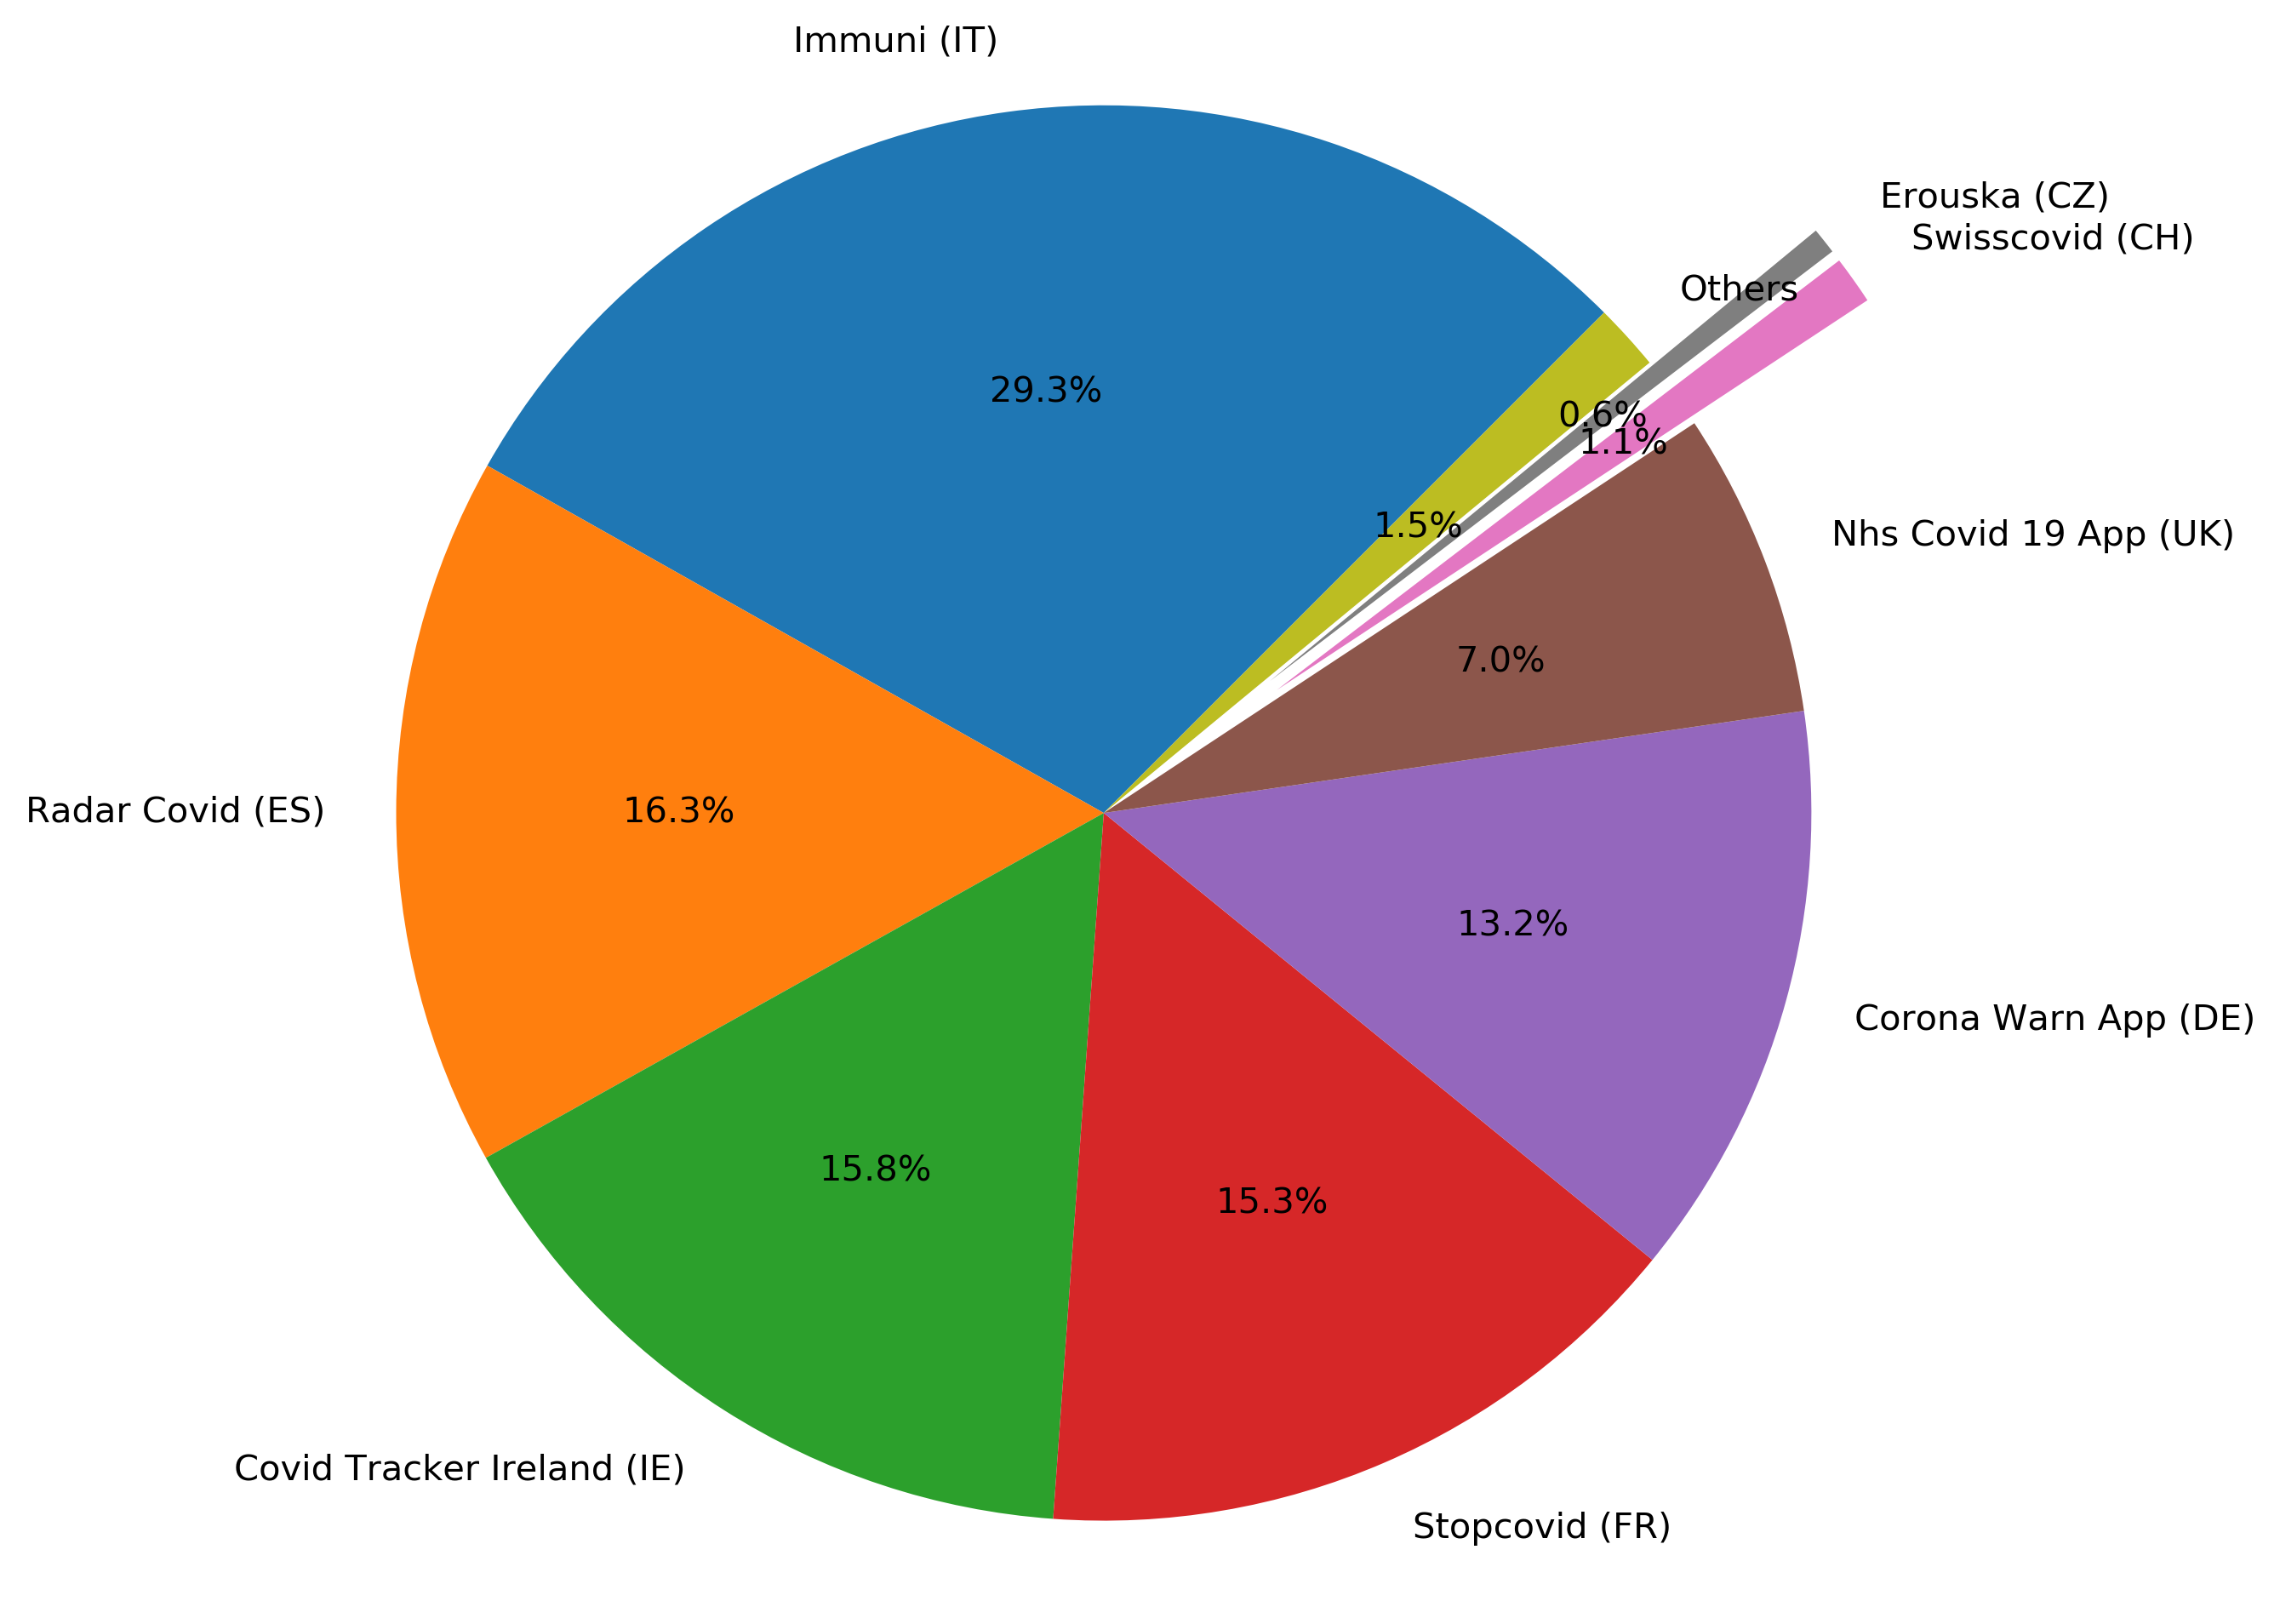 Immuni (IT)
Erouska (CZ)
Swisscovid (CH)
Others
29.3%
0.6%
1.1%
1.5%
Nhs Covid 19 App (UK)
7.0%
Radar Covid (ES)
16.3%
13.2%
Corona Warn App (DE)
15.8%
15.3%
Covid Tracker Ireland (IE)
Stopcovid (FR)